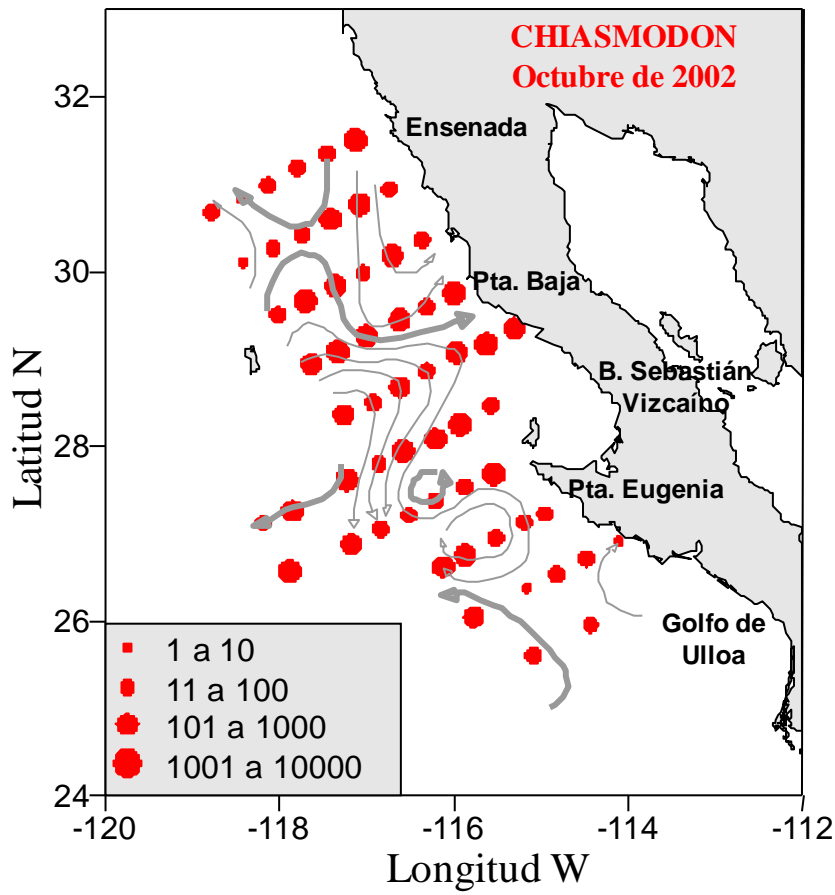 CHIASMODON
Octubre de 2002
32
Ensenada
30
Pta. Baja
B. Sebastián
Vizcaíno
28
Pta. Eugenia
26
Golfo de
Ulloa
1 a 10
11 a 100
101 a 1000
1001 a 10000
24
-120
-118
-116
-114
-112
Latitud N
Longitud W